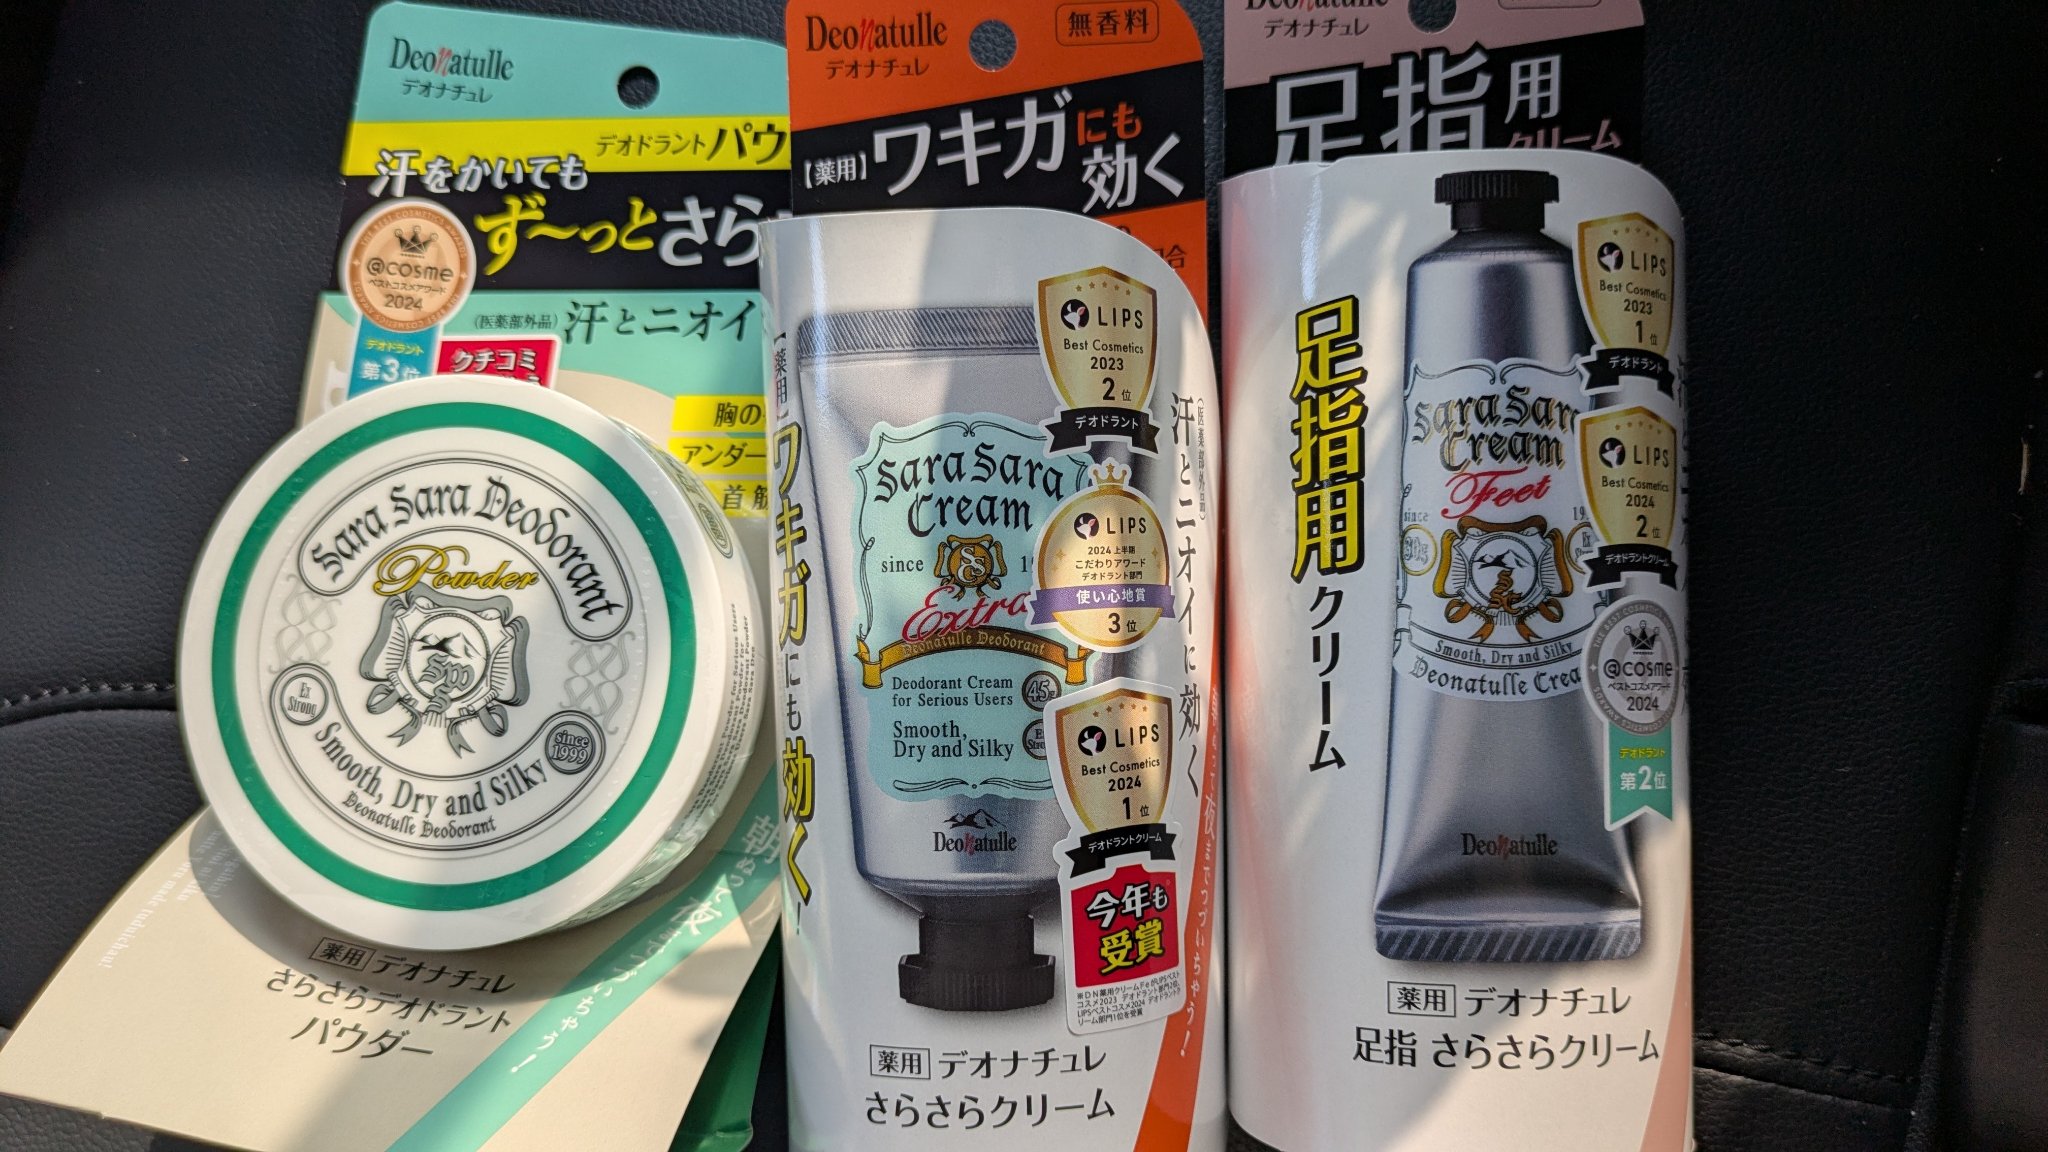 Deonatulle
デオナチュレ
デオドラント パウ
汗をかいても
ず〜っとさら
@cosme
ベストコスメアワード
2024
デオドラント
第3位
クチコミ
(医薬部外品) 汗とニオイ
胸の
アンダー
首筋
Sara Sara Deodorant
Powder
Ex Strong
since 1999
Smooth, Dry and Silky
Deonatulle Deodorant
薬用 デオナチュレ
さらさらデオドラント
パウダー
Deonatulle
デオナチュレ
無香料
【薬用】ワキガにも
効く
【薬用】ワキガにも効く!
Sara Sara
Cream
since
Extra
Deonatulle Deodorant
Deodorant Cream
for Serious Users
45g
Smooth,
Dry and Silky
Deonatulle
LIPS
Best Cosmetics
2023
2位
デオドラント
LIPS
2024上半期
こだわりアワード
デオドラント部門
使い心地賞
3位
LIPS
Best Cosmetics
2024
1位
デオドラントクリーム
今年も
受賞
(医薬部外品)
汗とニオイに効く
薬用 デオナチュレ
さらさらクリーム
Deonatulle
デオナチュレ
足指用
クリーム
足指用クリーム
Sara Sara
Cream
Feet
since
Smooth, Dry and Silky
Deonatulle
Deonatulle
LIPS
Best Cosmetics
2023
1位
デオドラント
LIPS
Best Cosmetics
2024
2位
デオドラントクリーム
@cosme
ベストコスメアワード
2024
デオドラント
第2位
薬用 デオナチュレ
足指 さらさらクリーム